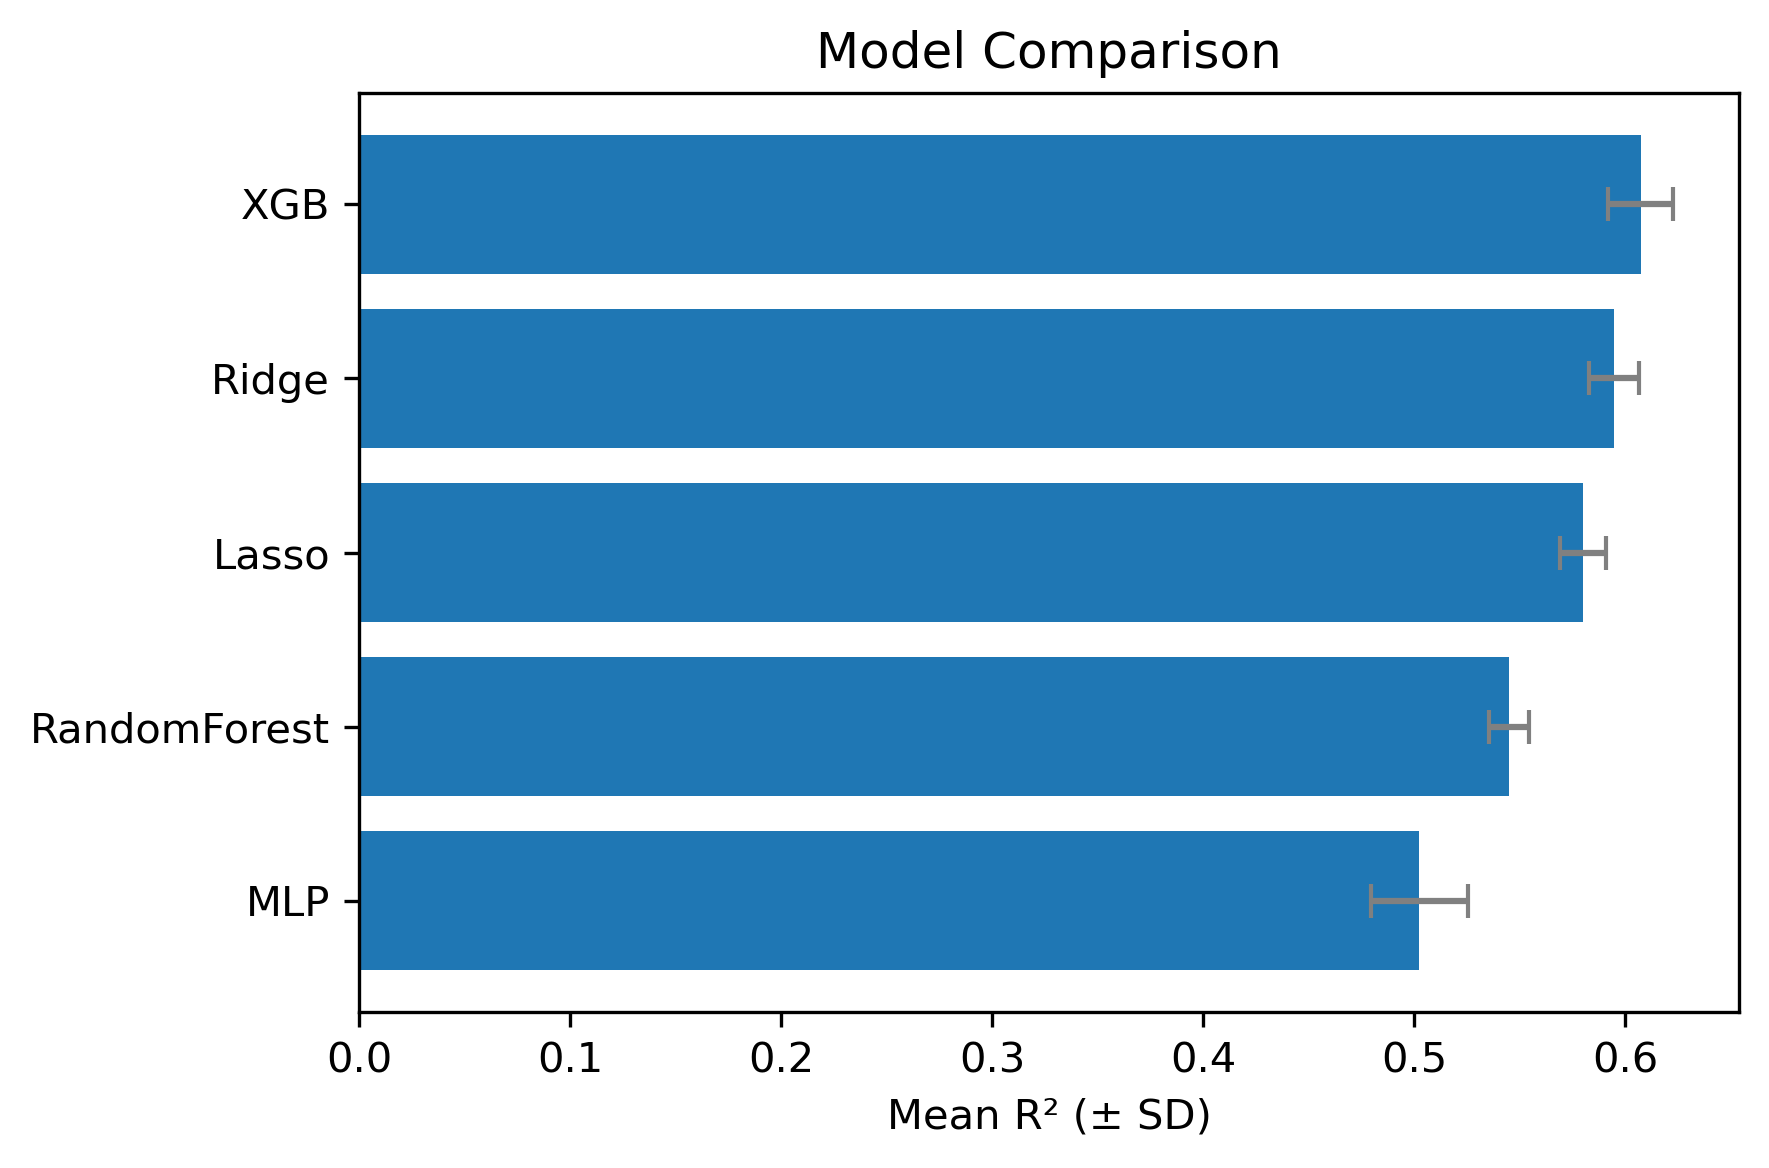 Model Comparison
XGB
Ridge
Lasso
RandomForest
MLP
0.0 0.1 0.2 0.3 0.4 0.5 0.6
Mean R² (± SD)